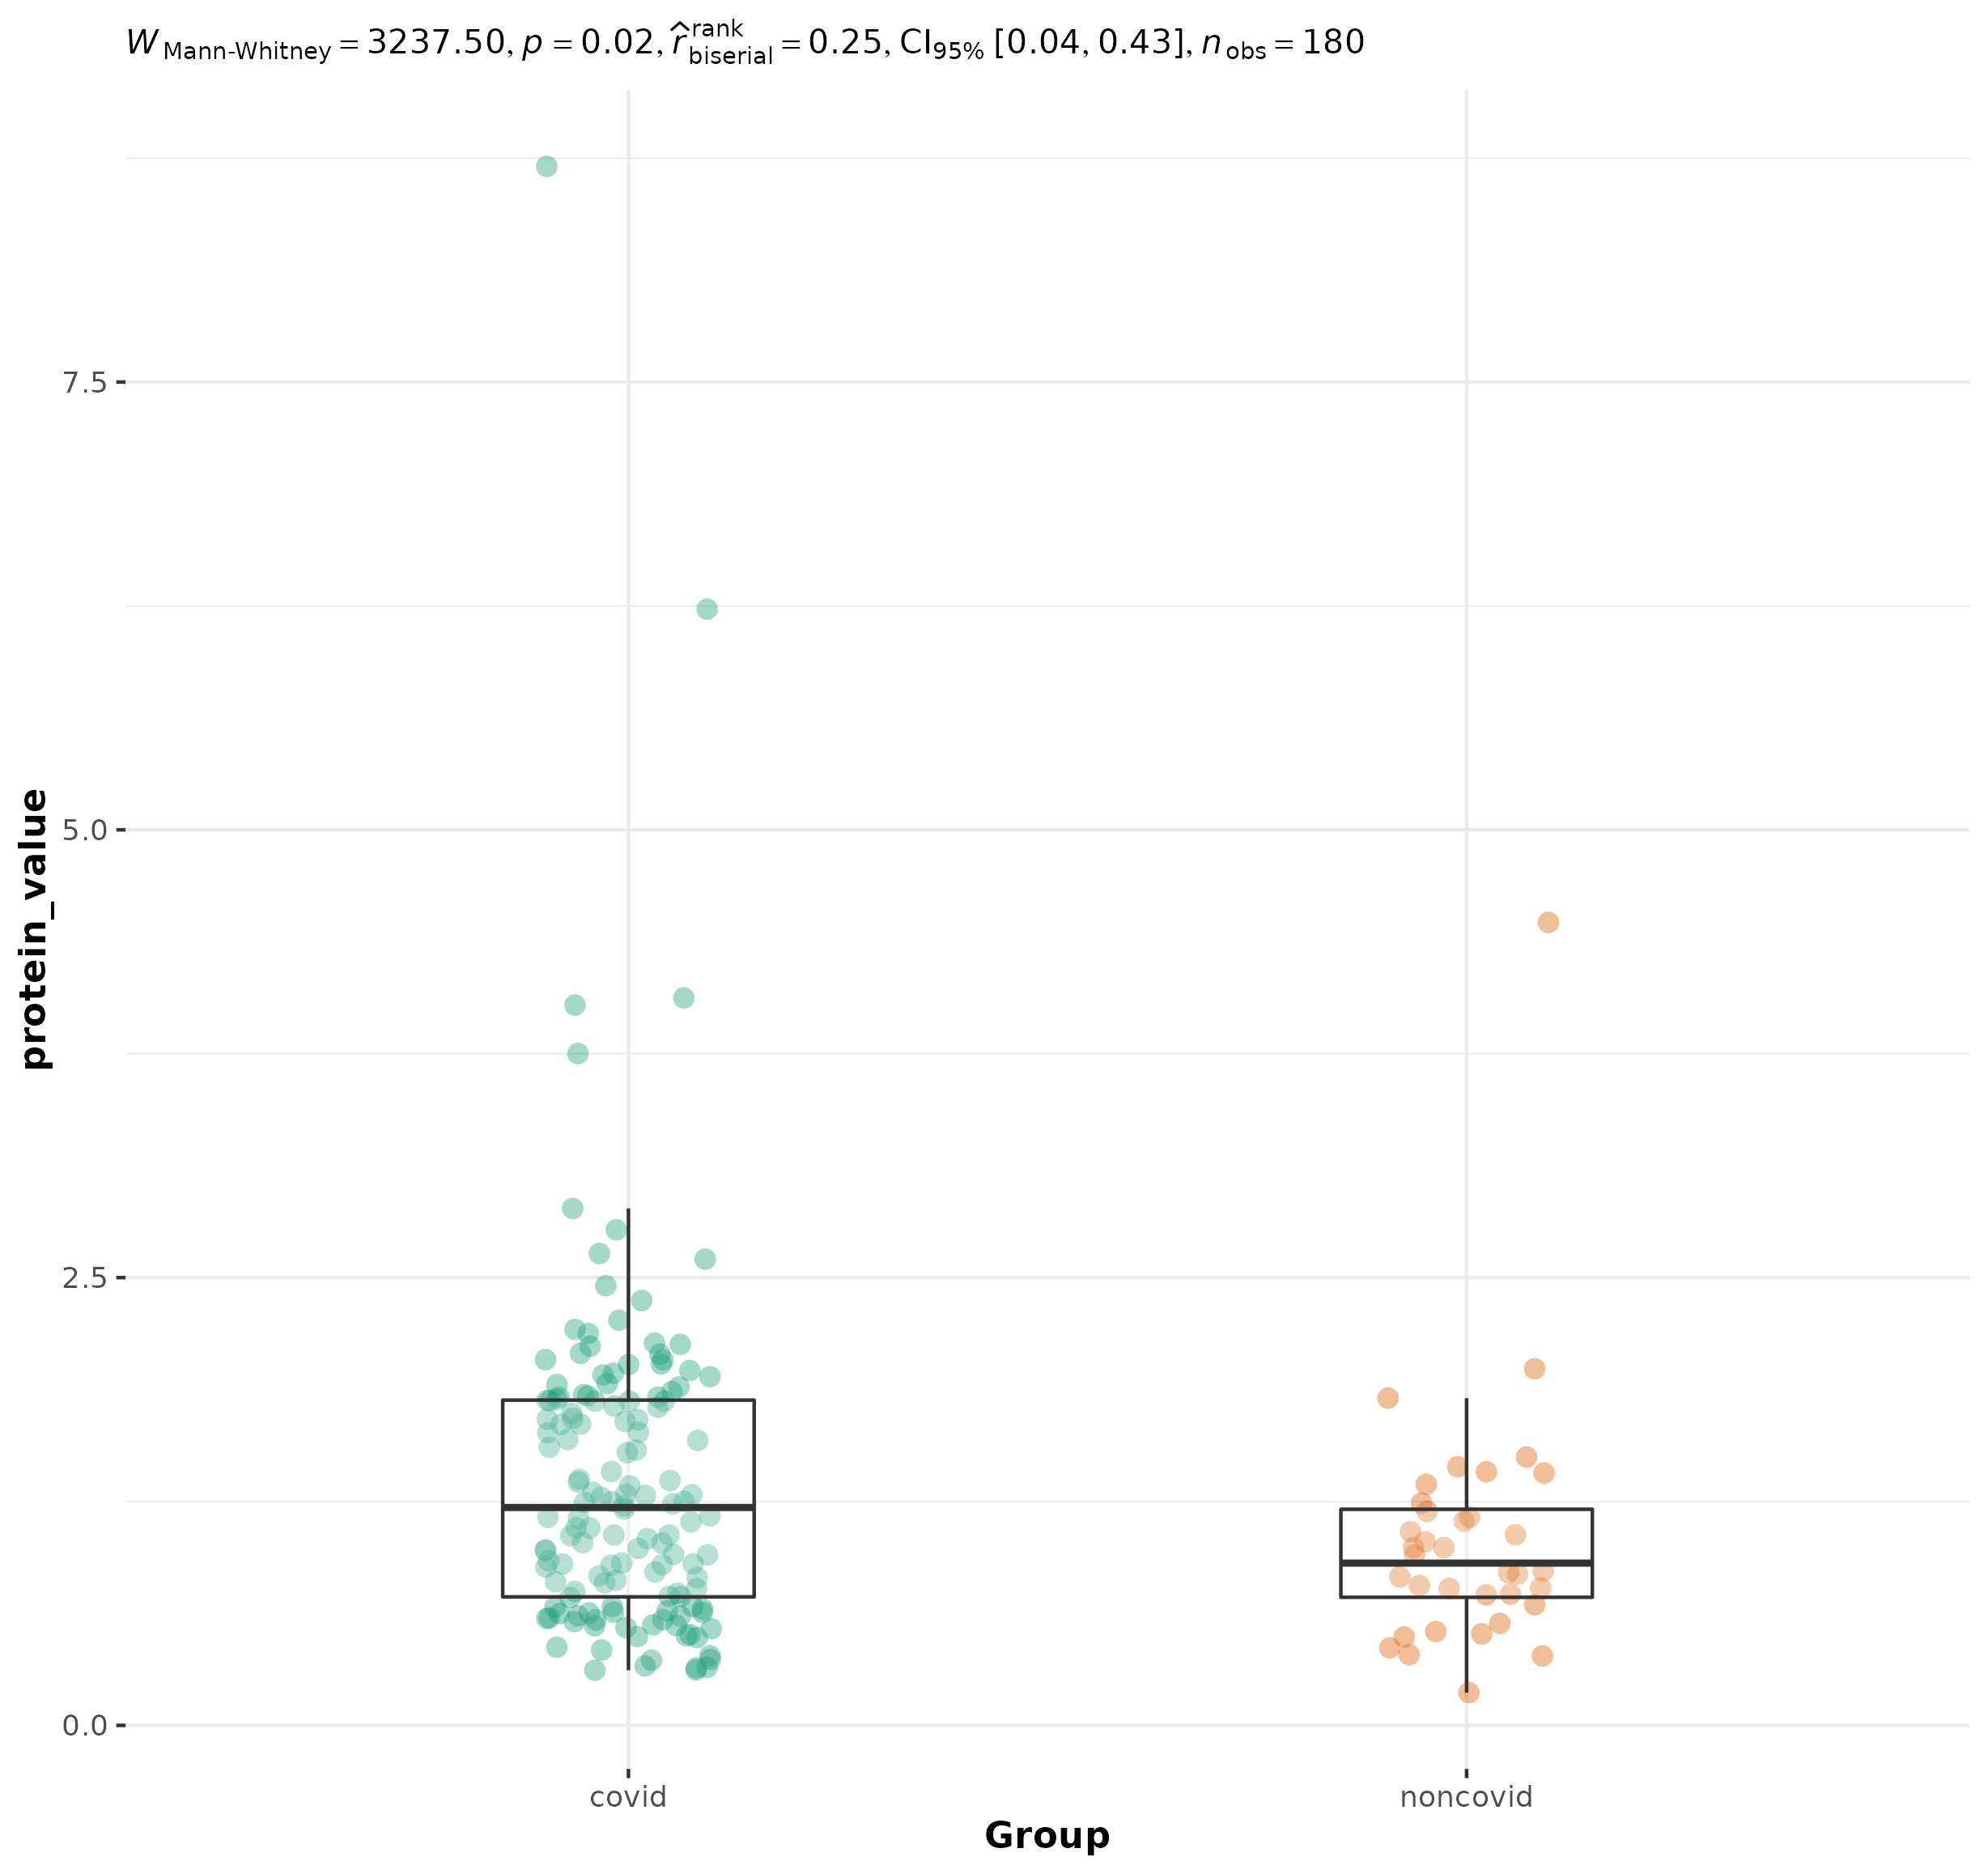 W Mann-Whitney = 3237.50, p = 0.02, r̂ rank biserial = 0.25, CI95% [0.04, 0.43], n obs = 180
protein_value
7.5
5.0
2.5
0.0
covid noncovid
Group